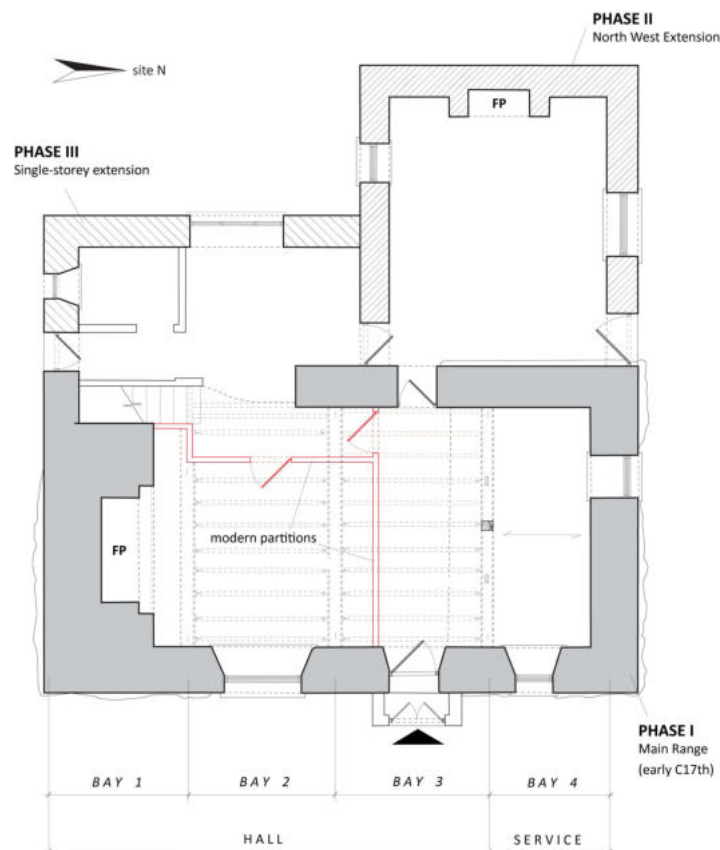 PHASE II
North West Extension
site N
FP
PHASE III
Single-storey extension
modern partitions
FP
PHASE I
Main Range
(early C17th)
BAY 1 BAY 2 BAY 3 BAY 4
HALL SERVICE